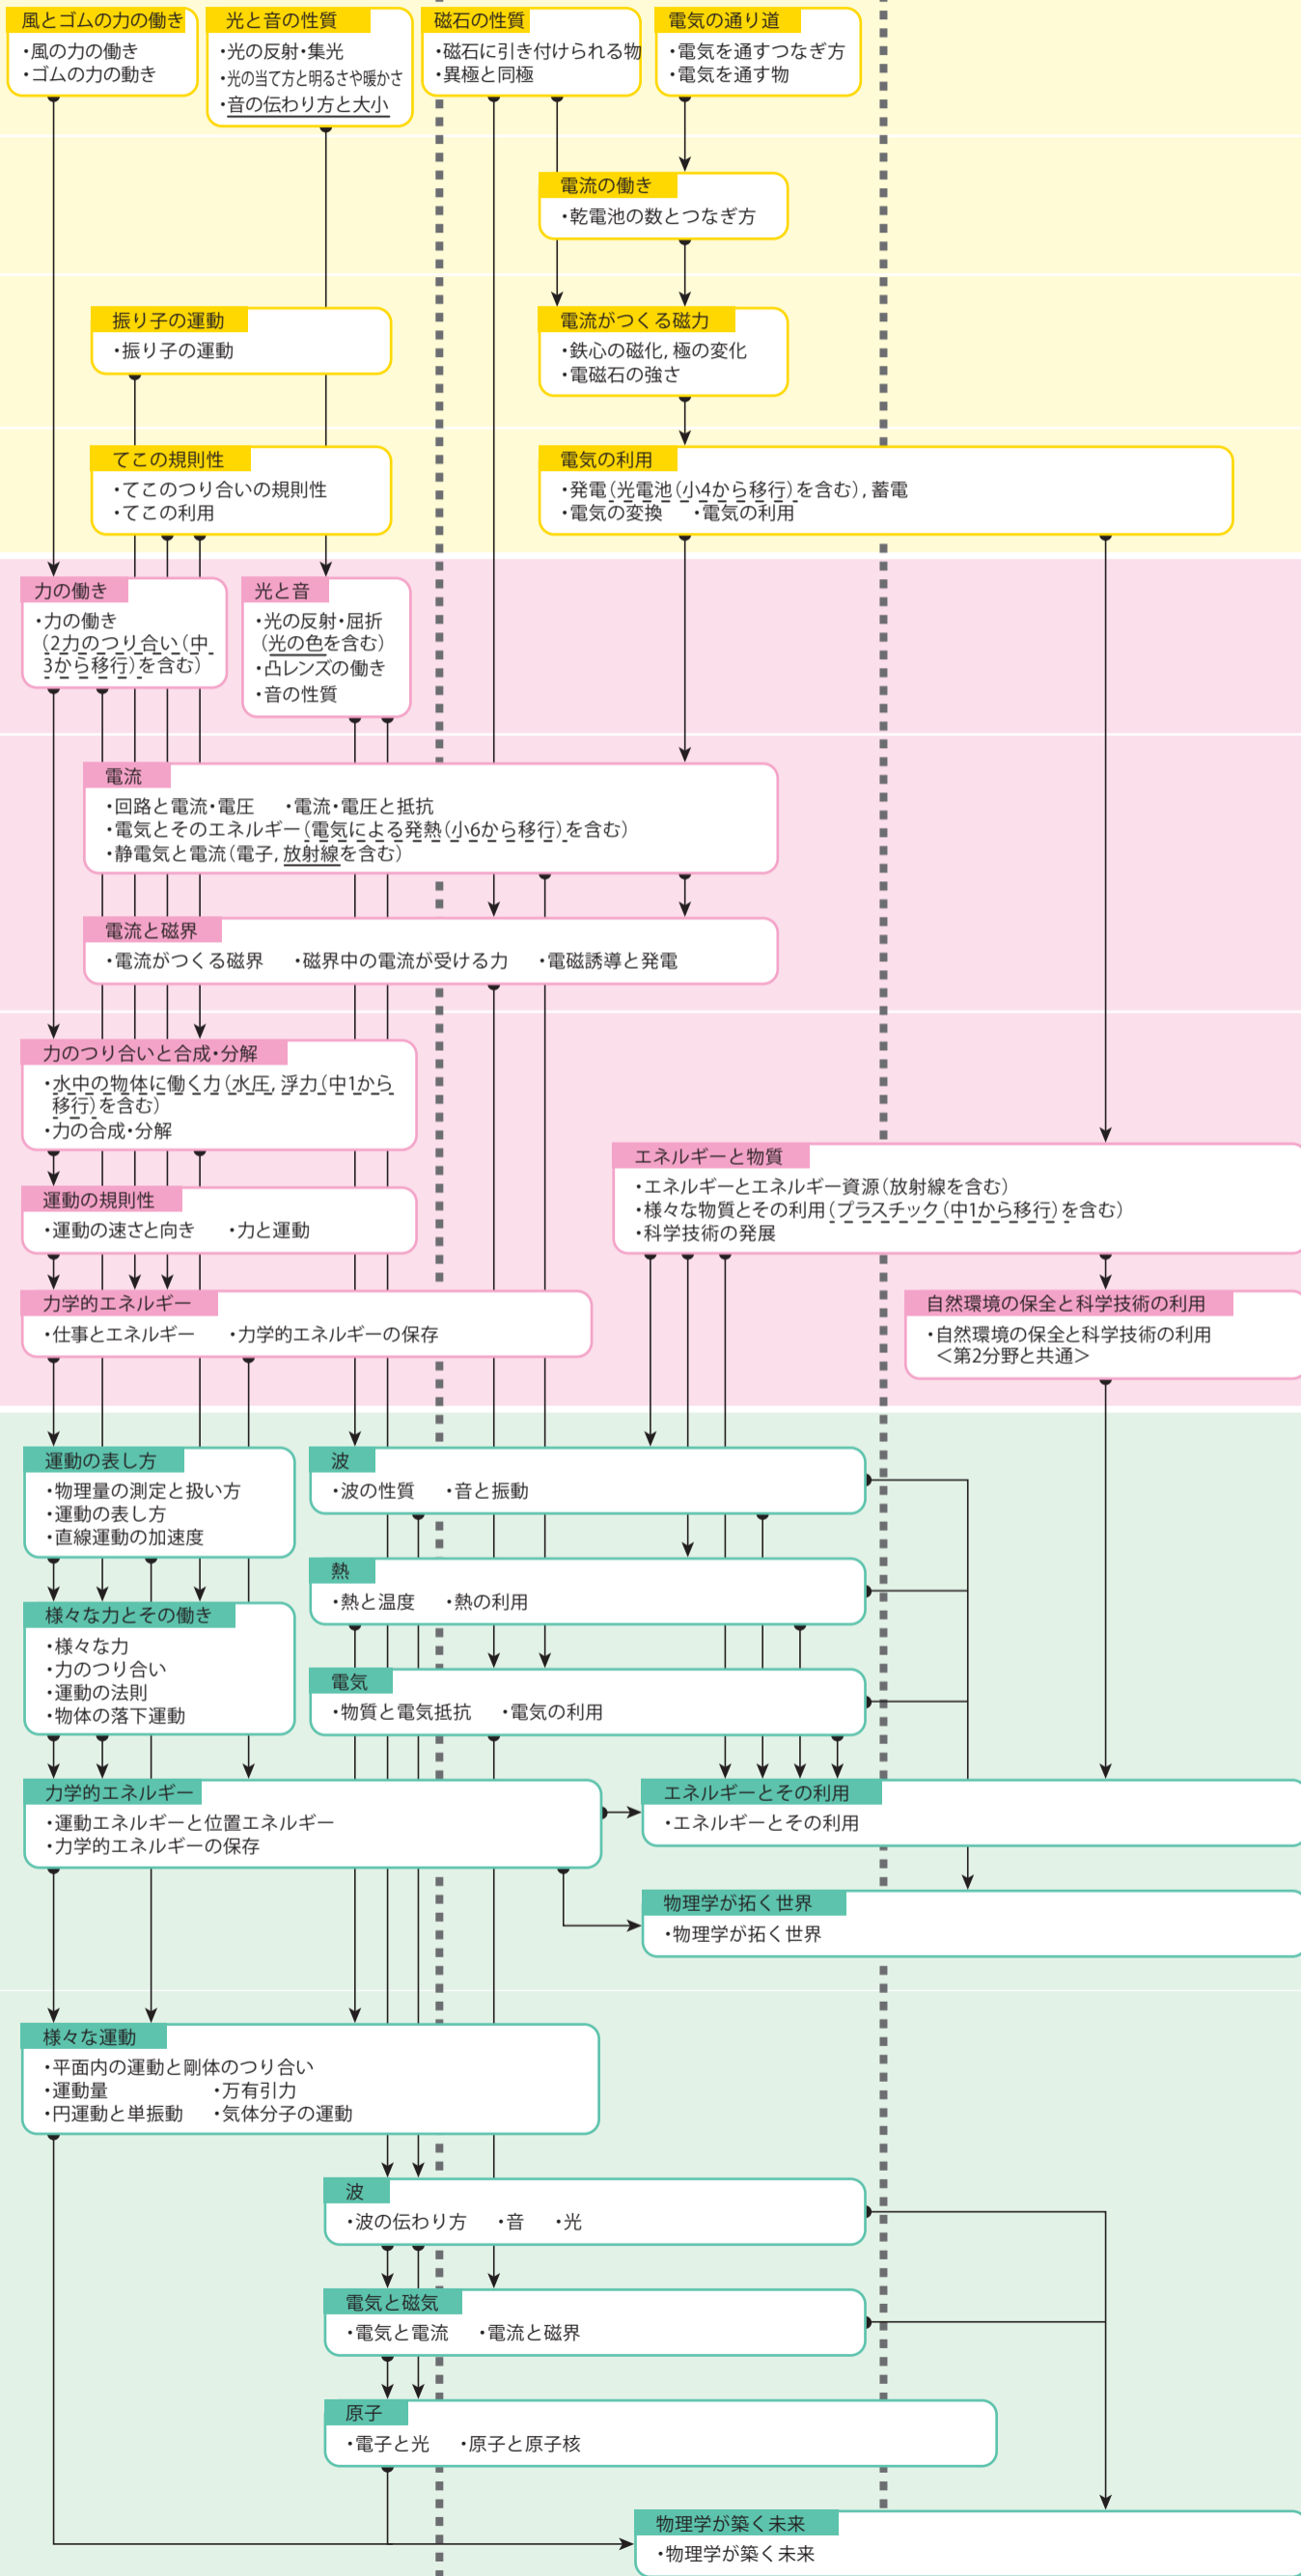 風とゴムの力の働き
・風の力の働き
・ゴムの力の動き
光と音の性質
・光の反射・集光
・光の当て方と明るさや暖かさ
・音の伝わり方と大小
磁石の性質
・磁石に引き付けられる物
・異極と同極
電気の通り道
・電気を通すつなぎ方
・電気を通す物
電流の働き
・乾電池の数とつなぎ方
振り子の運動
・振り子の運動
電流がつくる磁力
・鉄心の磁化, 極の変化
・電磁石の強さ
てこの規則性
・てこのつり合いの規則性
・てこの利用
電気の利用
・発電(光電池(小4から移行)を含む), 蓄電
・電気の変換 ・電気の利用
力の働き
・力の働き
(2力のつり合い(中
3から移行)を含む)
光と音
・光の反射・屈折
(光の色を含む)
・凸レンズの働き
・音の性質
電流
・回路と電流・電圧 ・電流・電圧と抵抗
・電気とそのエネルギー(電気による発熱(小6から移行)を含む)
・静電気と電流(電子, 放射線を含む)
電流と磁界
・電流がつくる磁界 ・磁界中の電流が受ける力 ・電磁誘導と発電
力のつり合いと合成・分解
・水中の物体に働く力(水圧, 浮力(中1から
移行)を含む)
・力の合成・分解
エネルギーと物質
・エネルギーとエネルギー資源(放射線を含む)
・様々な物質とその利用(プラスチック(中1から移行)を含む)
・科学技術の発展
運動の規則性
・運動の速さと向き ・力と運動
力学的エネルギー
・仕事とエネルギー ・力学的エネルギーの保存
自然環境の保全と科学技術の利用
・自然環境の保全と科学技術の利用
<第2分野と共通>
運動の表し方
・物理量の測定と扱い方
・運動の表し方
・直線運動の加速度
波
・波の性質 ・音と振動
熱
・熱と温度 ・熱の利用
様々な力とその働き
・様々な力
・力のつり合い
・運動の法則
・物体の落下運動
電気
・物質と電気抵抗 ・電気の利用
力学的エネルギー
・運動エネルギーと位置エネルギー
・力学的エネルギーの保存
エネルギーとその利用
・エネルギーとその利用
物理学が拓く世界
・物理学が拓く世界
様々な運動
・平面内の運動と剛体のつり合い
・運動量 ・万有引力
・円運動と単振動 ・気体分子の運動
波
・波の伝わり方 ・音 ・光
電気と磁気
・電気と電流 ・電流と磁界
原子
・電子と光 ・原子と原子核
物理学が築く未来
・物理学が築く未来